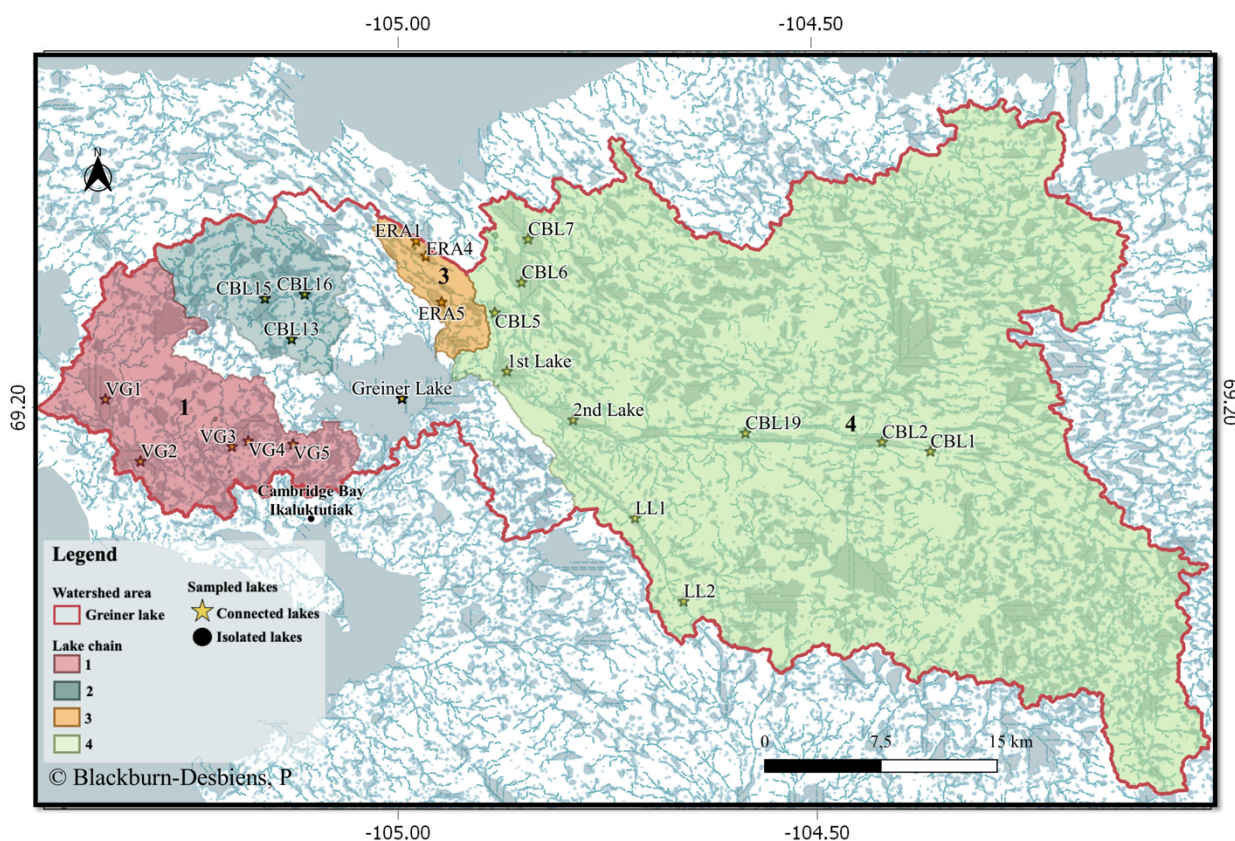 -105.00
-104.50
N
CBL7
ERA1
ERA4
3
CBL6
CBL15
CBL16
ERA5
CBL5
CBL13
1st Lake
69.20
VG1
1
Greiner Lake
69.20
2nd Lake
CBL19
4
CBL2
CBL1
VG3
VG4
VG5
VG2
Cambridge Bay
Ikaluktutiak
LL1
LL2
Legend
Watershed area
Greiner lake
Sampled lakes
Connected lakes
Isolated lakes
Lake chain
1
2
3
4
0
7,5
15 km
© Blackburn-Desbiens, P
-105.00
-104.50